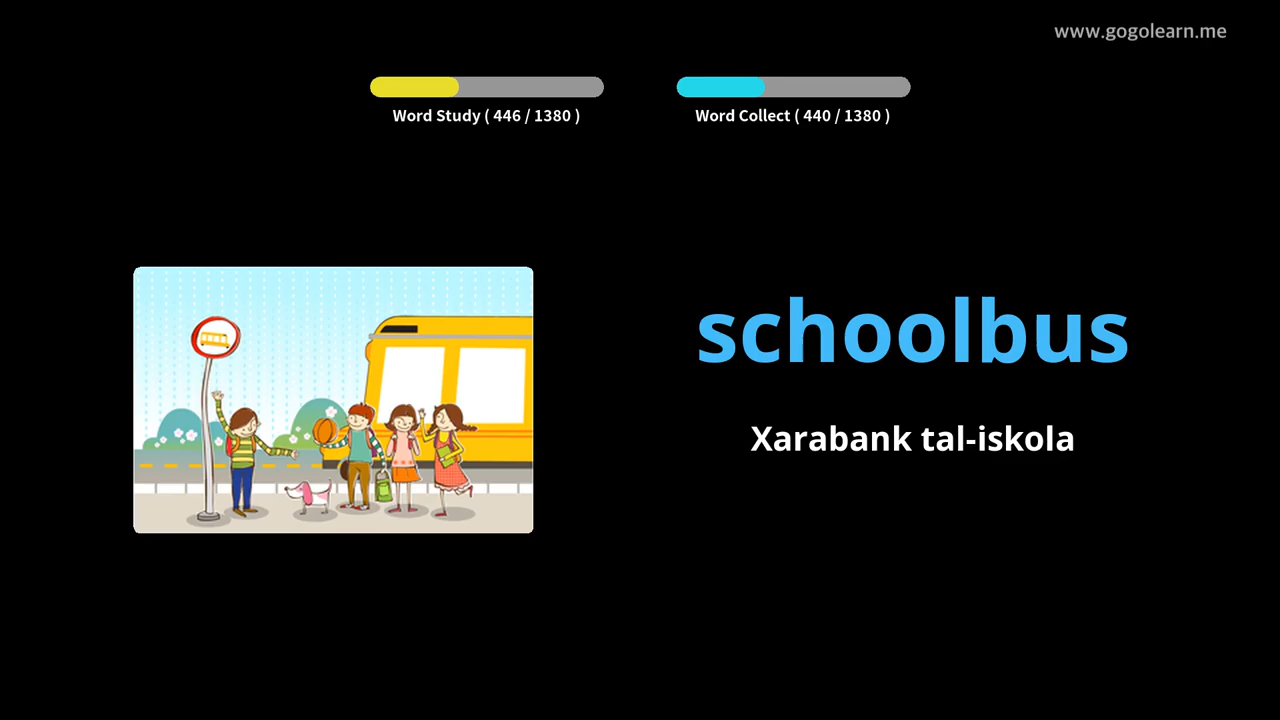 www.gogolearn.me
Word Study ( 446 / 1380 )
Word Collect ( 440 / 1380 )
schoolbus
Xarabank tal-iskola